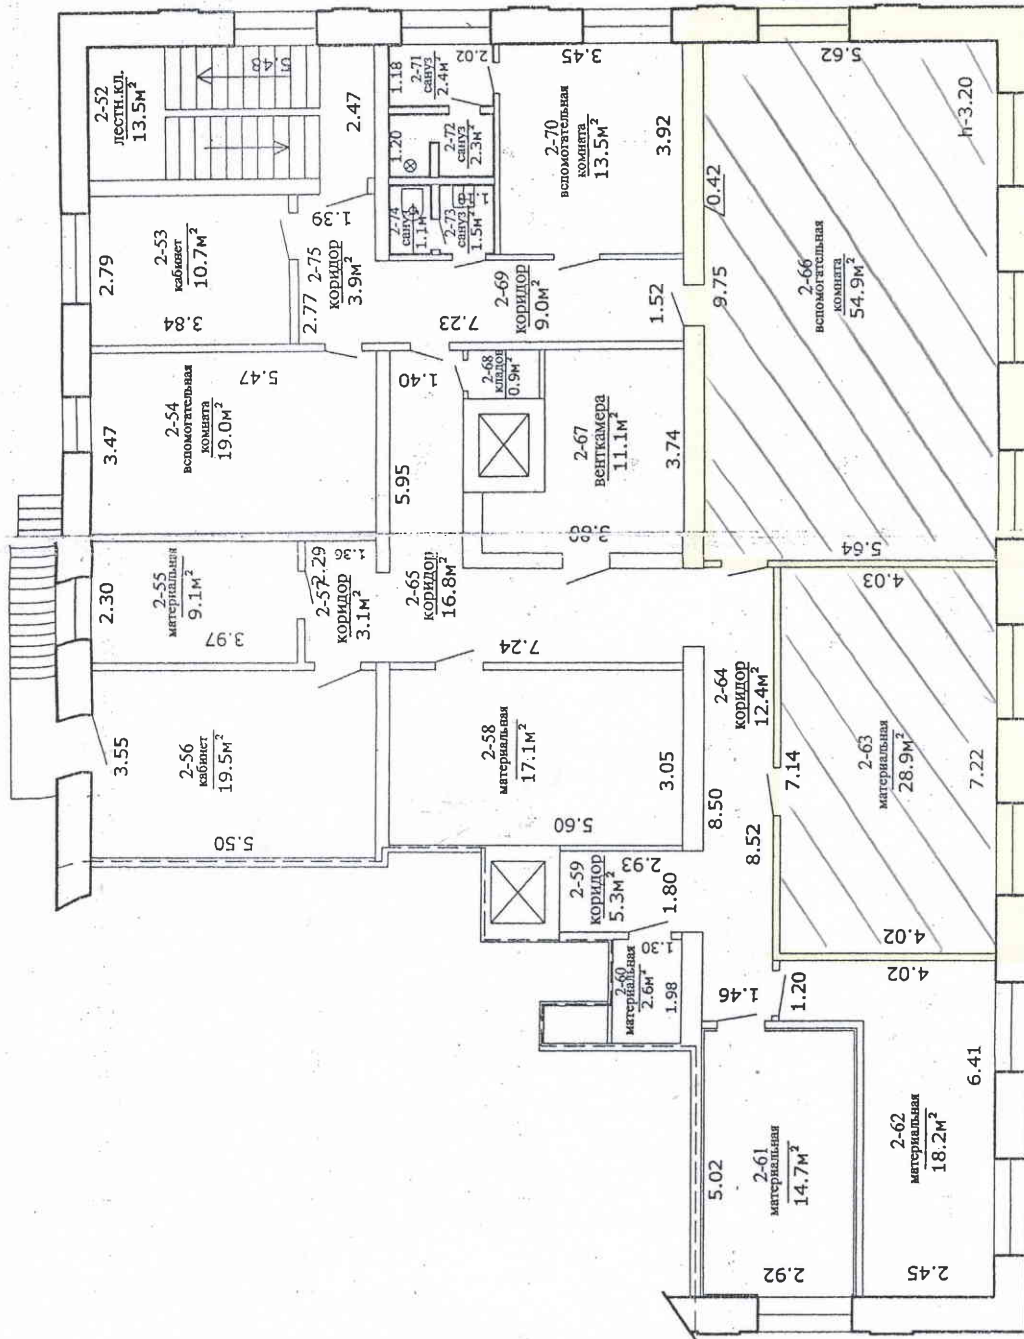 2-52
лестн.кл.
13.5м²
5.48
2.47
2-53
кабинет
10.7м²
2.79
3.84
2-75
коридор
3.9м²
1.39
2.77
2-71
сануз
2.4м²
1.18
2.02
2-72
сануз
2.3м²
1.20
2-74
сануз
1.1м²
2-73
сануз
1.5м²
2-70
вспомогательная
комната
13.5м²
3.45
3.92
2-69
коридор
9.0м²
7.23
1.52
2-66
вспомогательная
комната
54.9м²
5.62
0.42
9.75
5.64
h-3.20
2-54
вспомогательная
комната
19.0м²
5.47
3.47
2-68
кладов
0.9м²
1.40
5.95
2-67
венткамера
11.1м²
3.74
2-55
материальная
9.1м²
2.30
3.97
2-57
коридор
3.1м²
2.29
1.36
2-65
коридор
16.8м²
7.24
2-56
кабинет
19.5м²
3.55
5.50
2-58
материальная
17.1м²
3.05
5.60
2-64
коридор
12.4м²
8.50
8.52
2-63
материальная
28.9м²
4.03
7.14
7.22
4.02
2-59
коридор
5.3м²
2.93
1.80
2-60
материальная
2.6м²
1.30
1.98
1.46
1.20
4.02
2-61
материальная
14.7м²
5.02
2.92
2-62
материальная
18.2м²
6.41
2.45